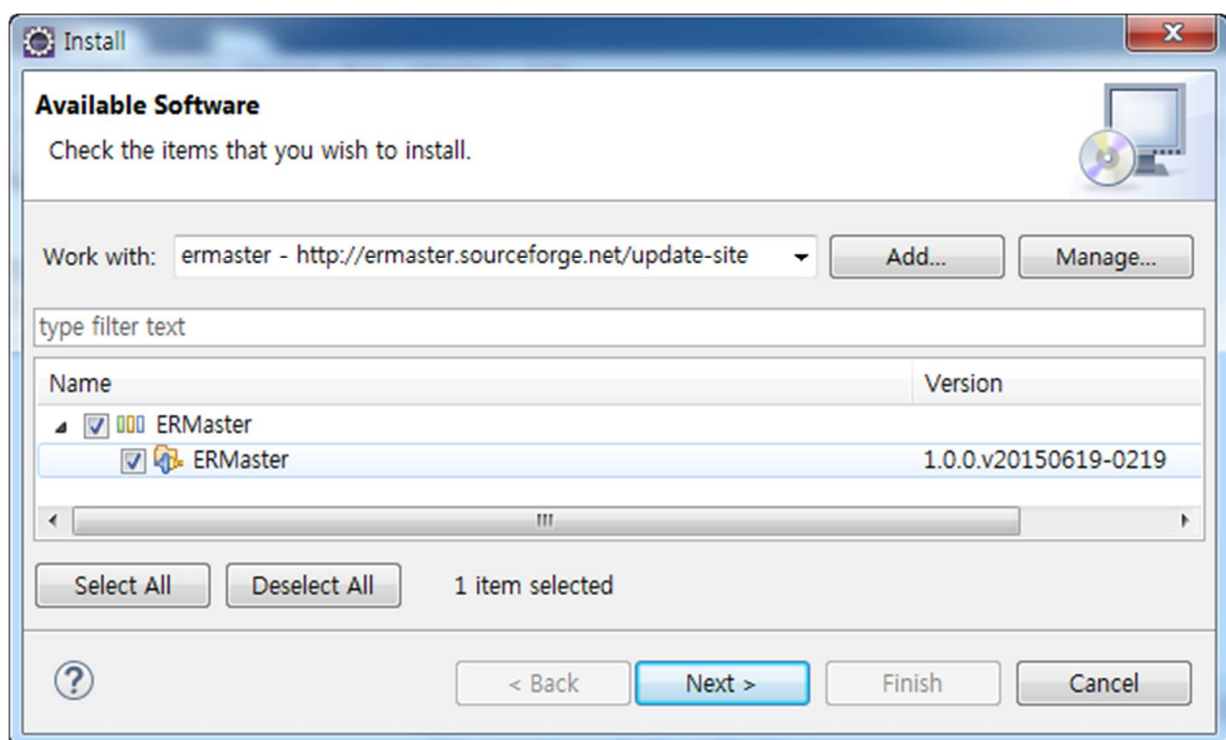 Install
Available Software
Check the items that you wish to install.
Work with: ermaster - http://ermaster.sourceforge.net/update-site Add... Manage...
type filter text
Name Version
ERMaster
ERMaster 1.0.0.v20150619-0219
Select All Deselect All 1 item selected
? < Back Next > Finish Cancel